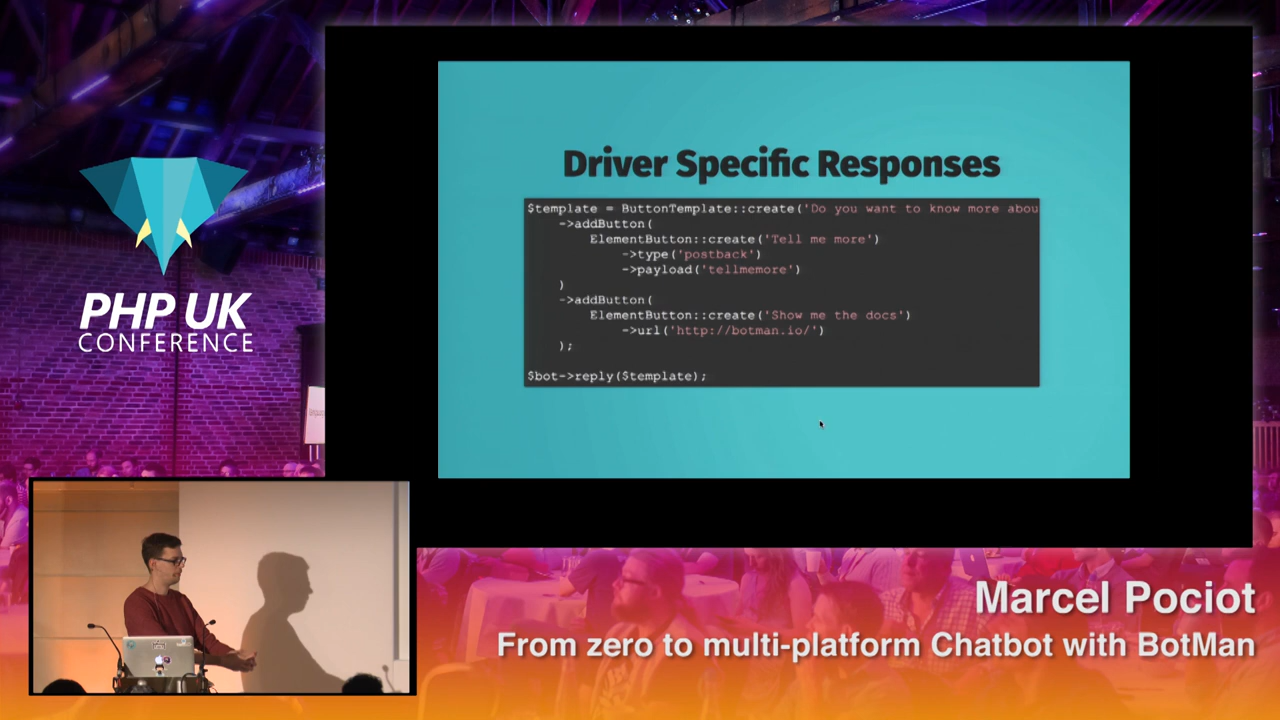 PHP UK
CONFERENCE
Driver Specific Responses
$template = ButtonTemplate::create('Do you want to know more abou
->addButton(
ElementButton::create('Tell me more')
->type('postback')
->payload('tellmemore')
)
->addButton(
ElementButton::create('Show me the docs')
->url('http://botman.io/')
);
$bot->reply($template);
Marcel Pociot
From zero to multi-platform Chatbot with BotMan